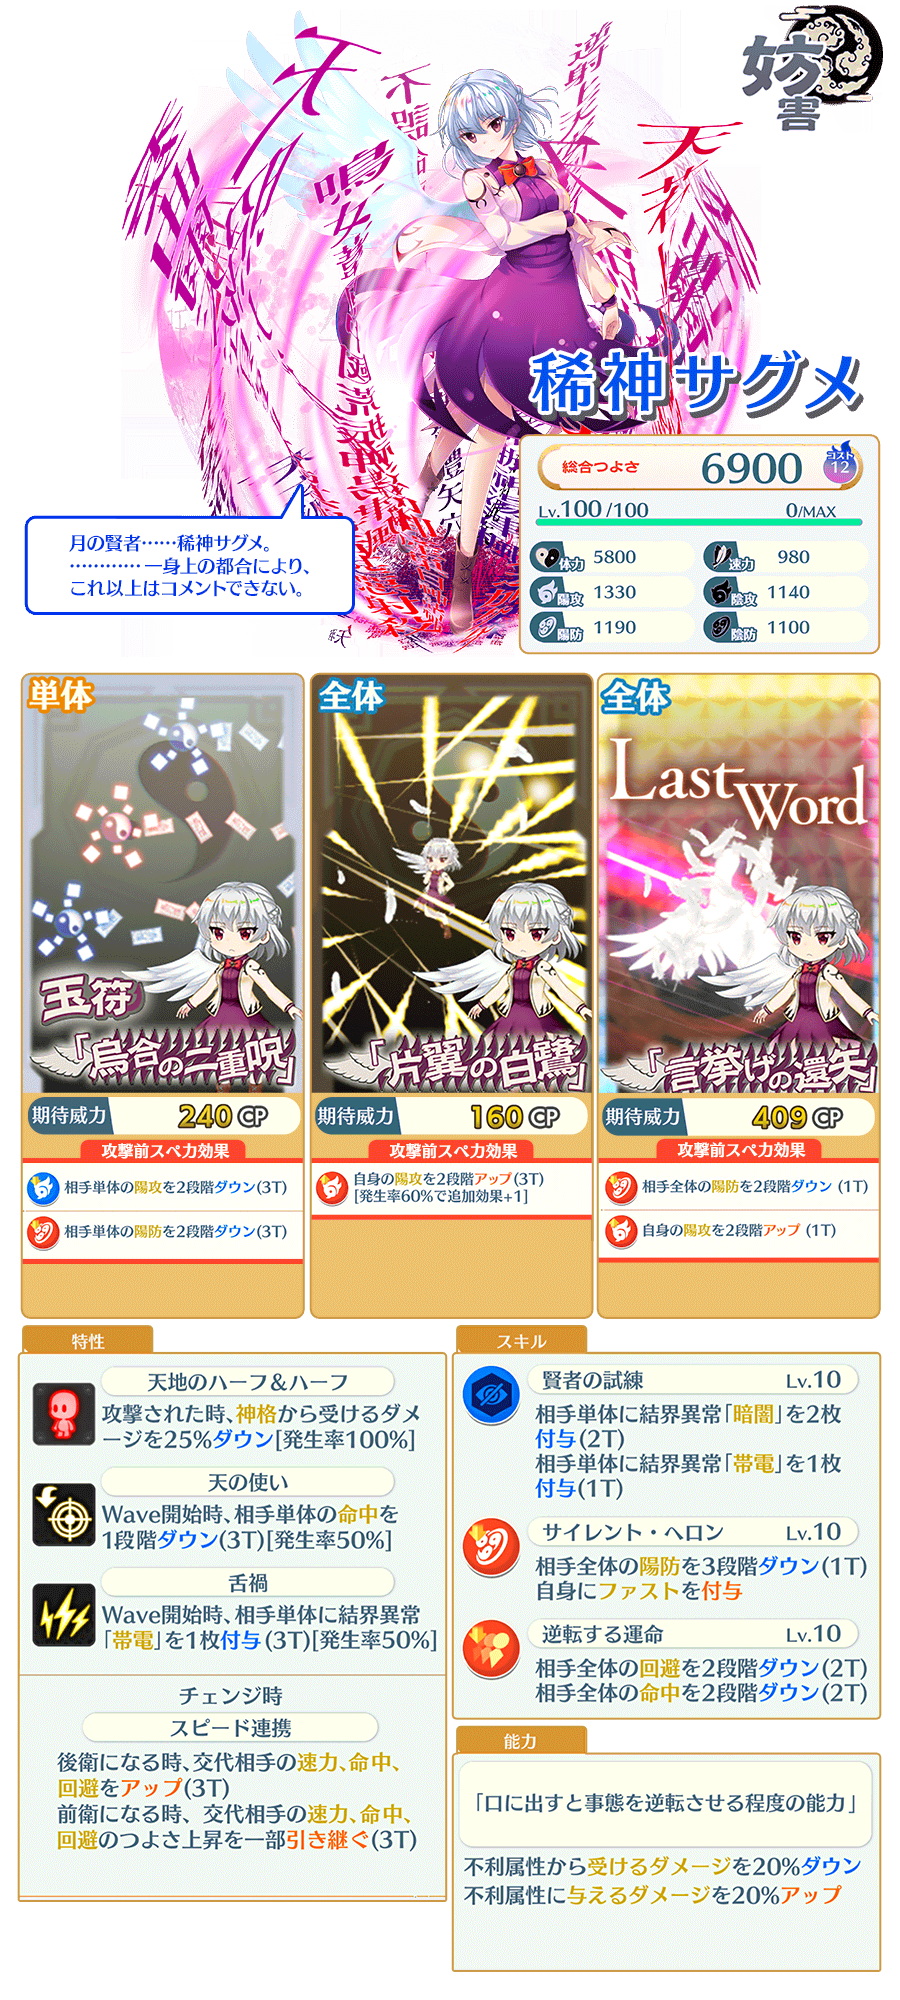 妨害
稀神サグメ
総合つよさ 6900 コスト 12
Lv.100/100 0/MAX
体力 5800 速力 980
陽攻 1330 陰攻 1140
陽防 1190 陰防 1100
月の賢者……稀神サグメ。
…………一身上の都合により、
これ以上はコメントできない。
単体
玉符
「烏合の二重呪」
期待威力 240 CP
攻撃前スペカ効果
相手単体の陽攻を2段階ダウン(3T)
相手単体の陽防を2段階ダウン(3T)
全体
「片翼の白鷺」
期待威力 160 CP
攻撃前スペカ効果
自身の陽攻を2段階アップ(3T)
[発生率60%で追加効果+1]
全体
Last Word
「言挙げの還矢」
期待威力 409 CP
攻撃前スペカ効果
相手全体の陽防を2段階ダウン (1T)
自身の陽攻を2段階アップ (1T)
特性
天地のハーフ＆ハーフ
攻撃された時、神格から受けるダメ
ージを25%ダウン[発生率100%]
天の使い
Wave開始時、相手単体の命中を
1段階ダウン(3T)[発生率50%]
舌禍
Wave開始時、相手単体に結界異常
「帯電」を1枚付与(3T)[発生率50%]
チェンジ時
スピード連携
後衛になる時、交代相手の速力、命中、
回避をアップ(3T)
前衛になる時、交代相手の速力、命中、
回避のつよさ上昇を一部引き継ぐ(3T)
スキル
賢者の試練 Lv.10
相手単体に結界異常「暗闇」を2枚
付与(2T)
相手単体に結界異常「帯電」を1枚
付与(1T)
サイレント・ヘロン Lv.10
相手全体の陽防を3段階ダウン(1T)
自身にファストを付与
逆転する運命 Lv.10
相手全体の回避を2段階ダウン(2T)
相手全体の命中を2段階ダウン(2T)
能力
「口に出すと事態を逆転させる程度の能力」
不利属性から受けるダメージを20%ダウン
不利属性に与えるダメージを20%アップ